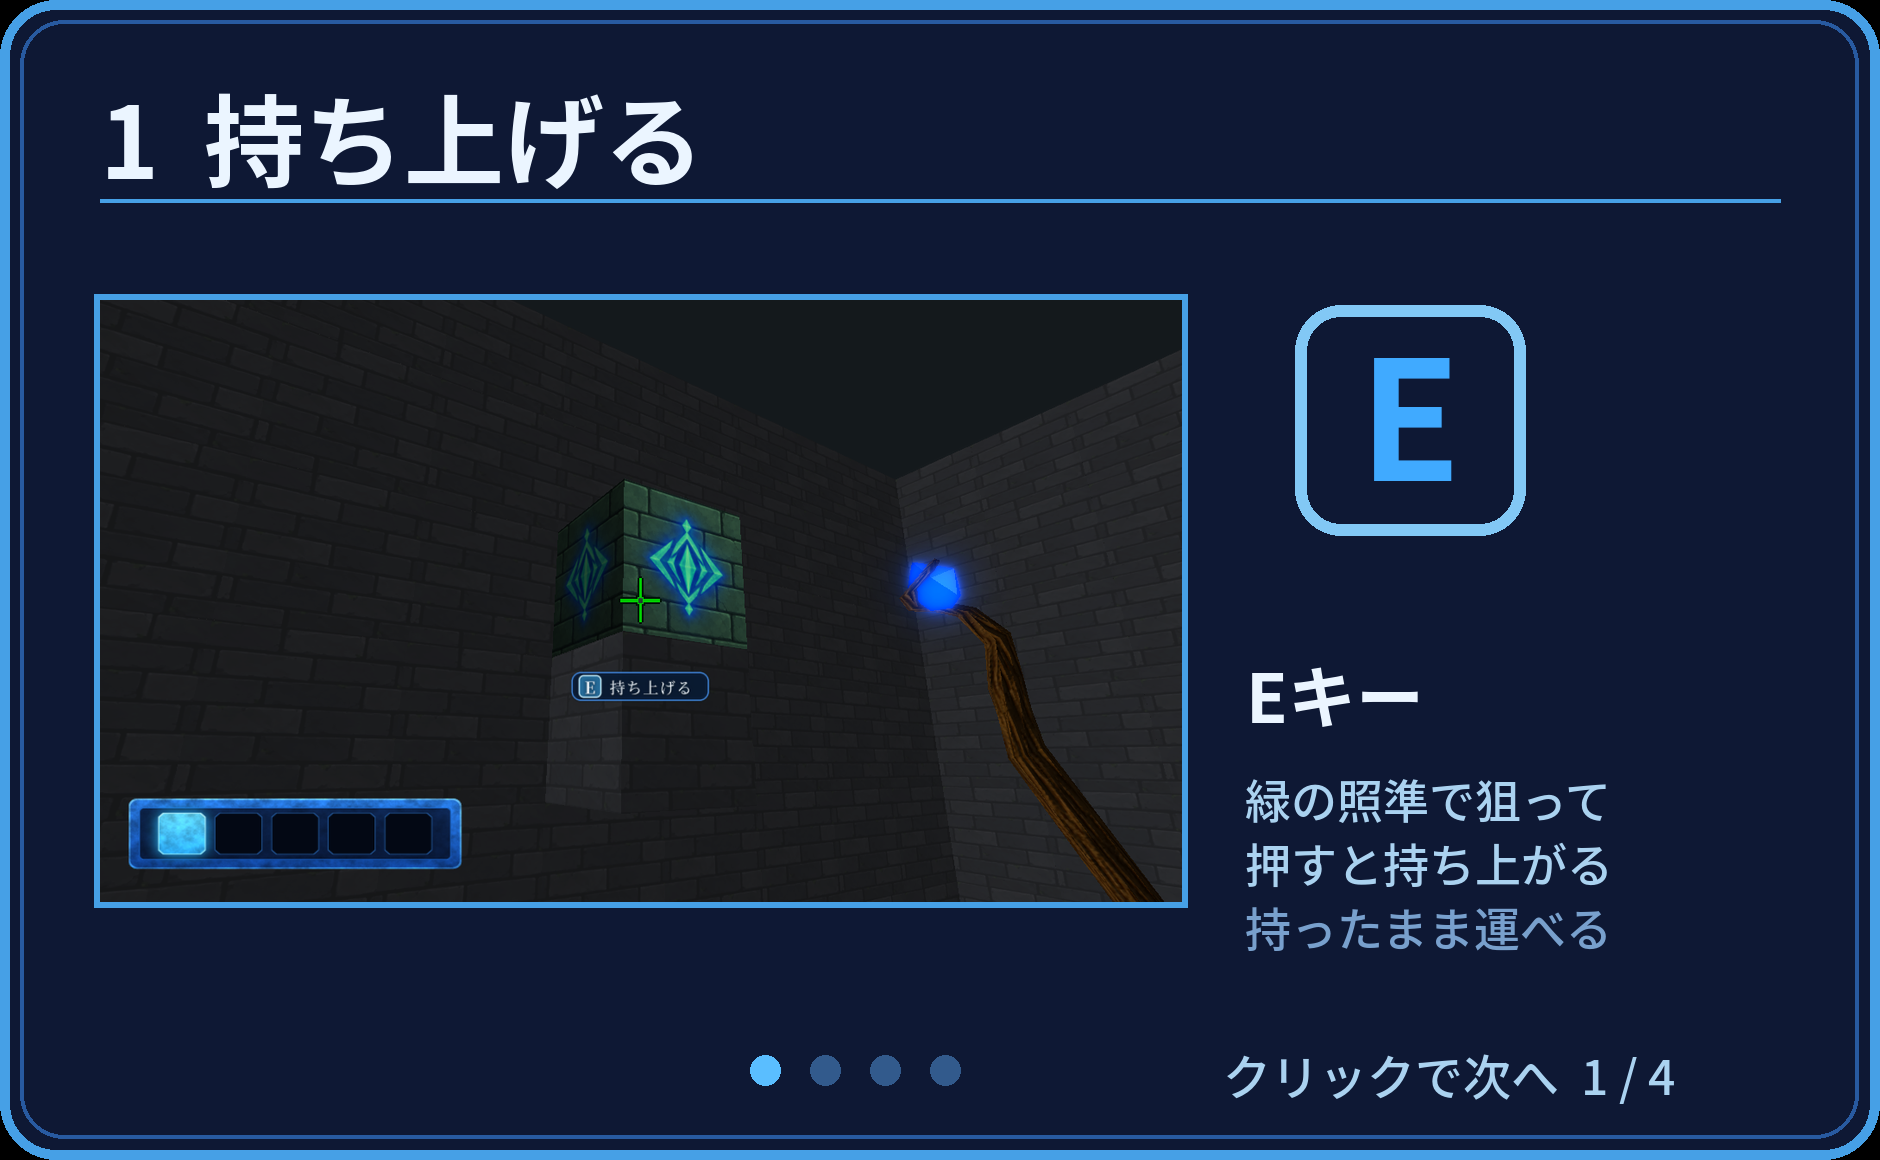 1 持ち上げる
E 持ち上げる
E
Eキー
緑の照準で狙って
押すと持ち上がる
持ったまま運べる
クリックで次へ 1 / 4